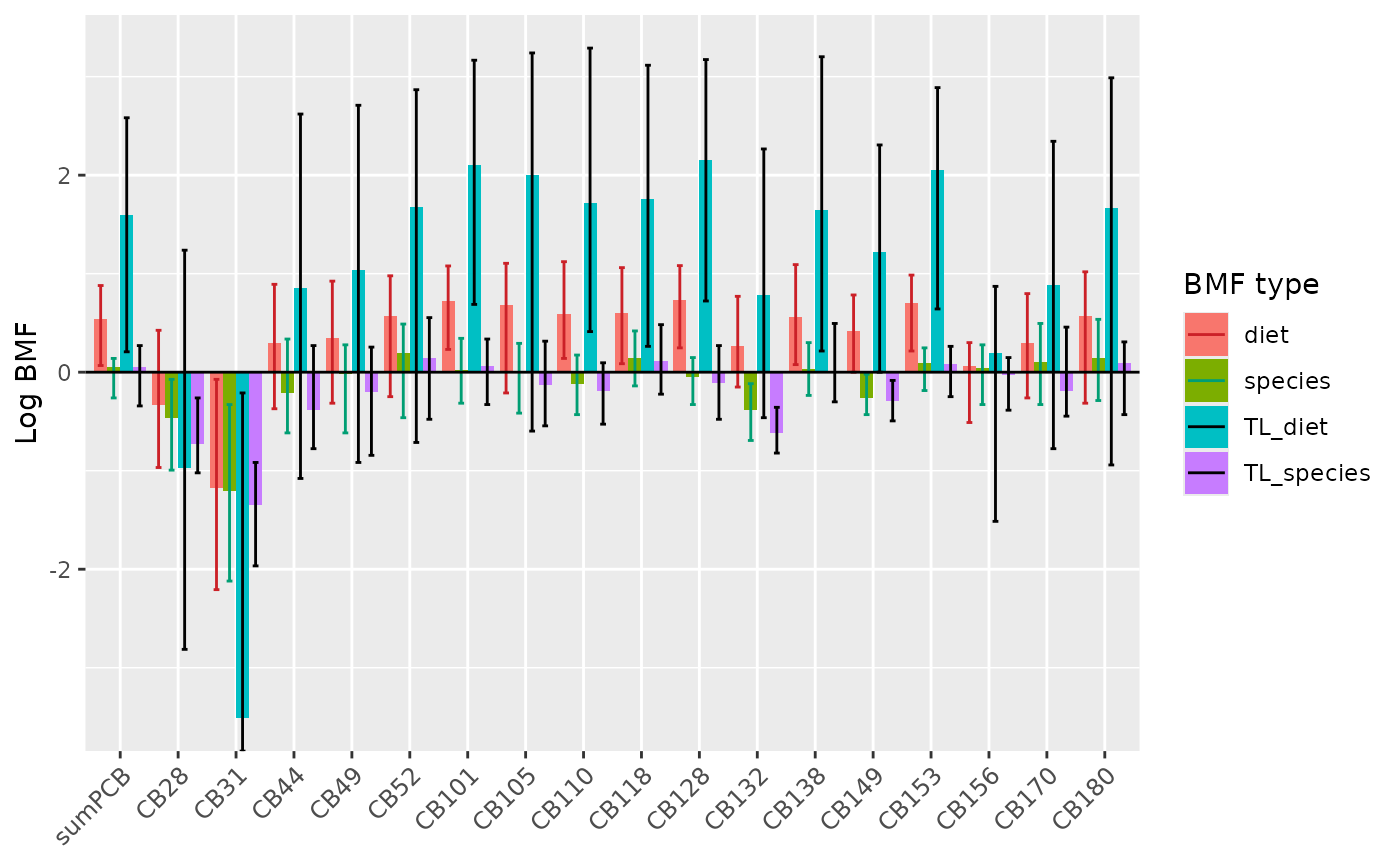 Log BMF
2
0
-2
sumPCB
CB28
CB31
CB44
CB49
CB52
CB101
CB105
CB110
CB118
CB128
CB132
CB138
CB149
CB153
CB156
CB170
CB180
BMF type
diet
species
TL_diet
TL_species